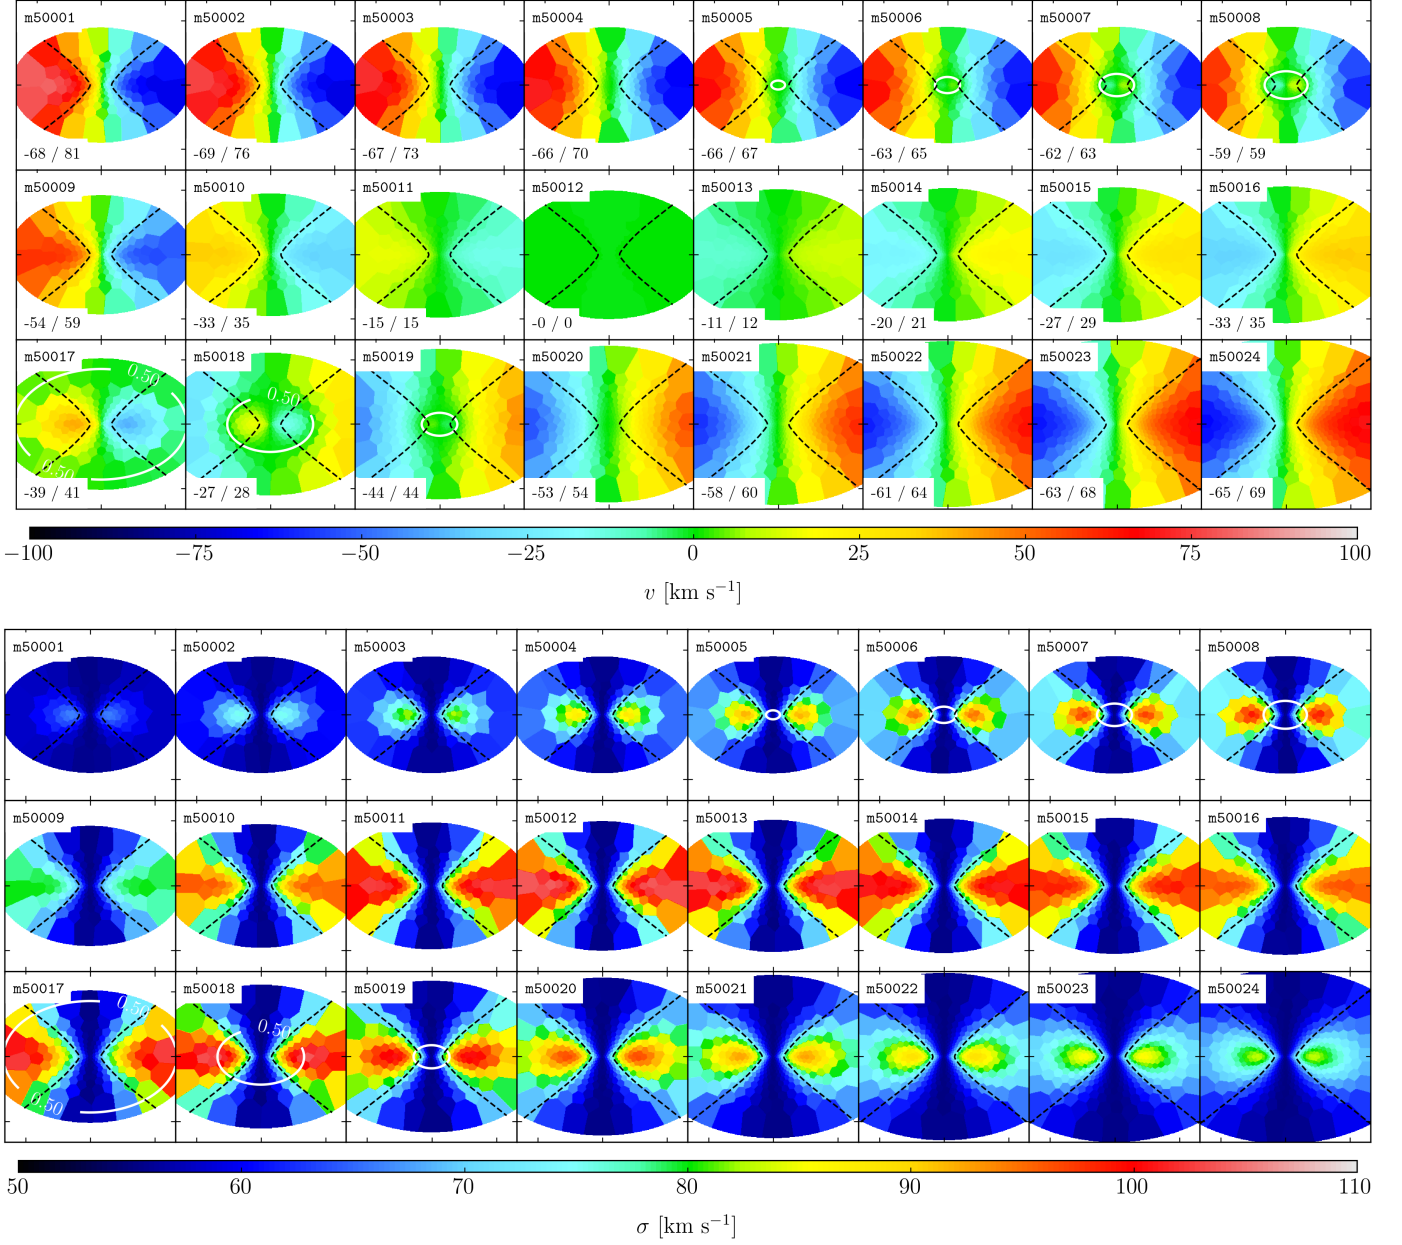 m50001 m50002 m50003 m50004 m50005 m50006 m50007 m50008
-68 / 81 -69 / 76 -67 / 73 -66 / 70 -66 / 67 -63 / 65 -62 / 63 -59 / 59
m50009 m50010 m50011 m50012 m50013 m50014 m50015 m50016
-54 / 59 -33 / 35 -15 / 15 -0 / 0 -11 / 12 -20 / 21 -27 / 29 -33 / 35
m50017 m50018 m50019 m50020 m50021 m50022 m50023 m50024
0.50 0.50
0.50
-39 / 41 -27 / 28 -44 / 44 -53 / 54 -58 / 60 -61 / 64 -63 / 68 -65 / 69
−100 −75 −50 −25 0 25 50 75 100
v [km s⁻¹]
m50001 m50002 m50003 m50004 m50005 m50006 m50007 m50008
m50009 m50010 m50011 m50012 m50013 m50014 m50015 m50016
m50017 m50018 m50019 m50020 m50021 m50022 m50023 m50024
0.50 0.50
0.50
50 60 70 80 90 100 110
σ [km s⁻¹]